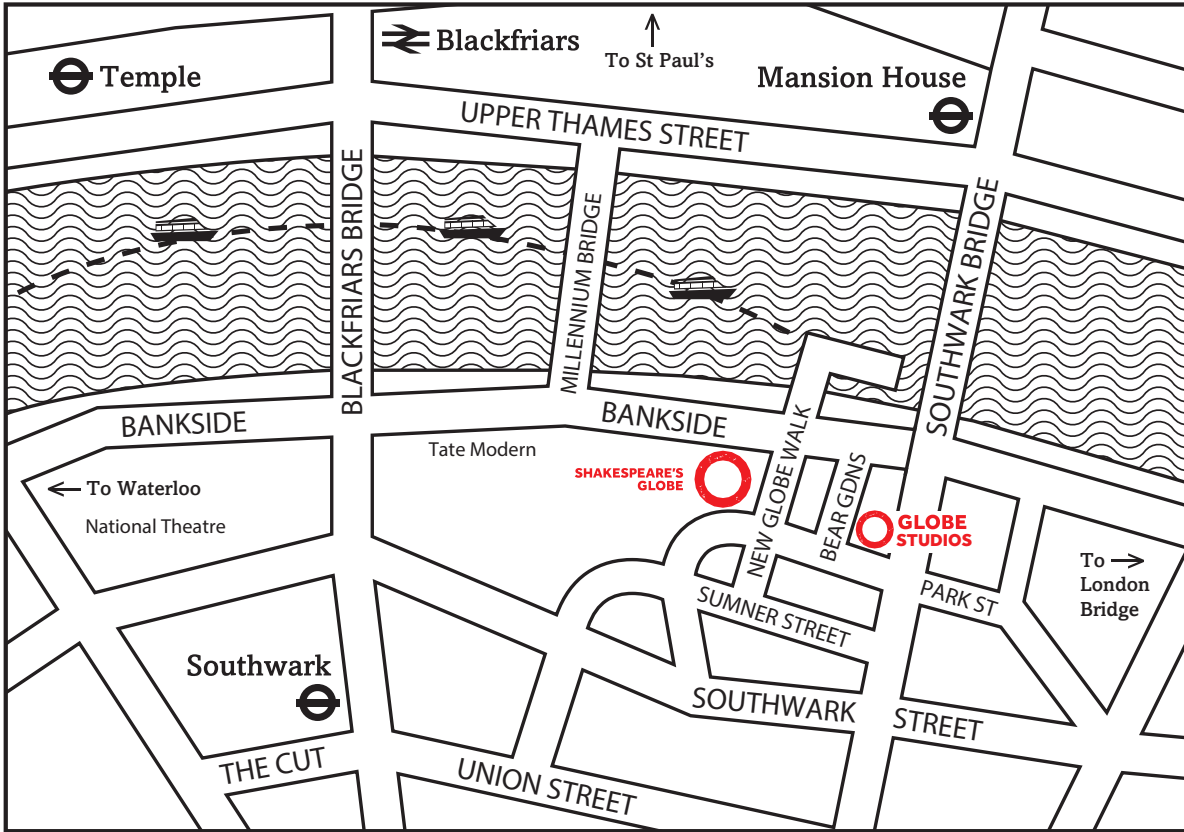 Blackfriars
To St Paul's
Temple
Mansion House
UPPER THAMES STREET
BLACKFRIARS BRIDGE
MILLENNIUM BRIDGE
SOUTHWARK BRIDGE
BANKSIDE
BANKSIDE
Tate Modern
SHAKESPEARE'S
GLOBE
NEW GLOBE WALK
BEAR GDNS
GLOBE
STUDIOS
To Waterloo
National Theatre
To
London
Bridge
PARK ST
SUMNER STREET
Southwark
SOUTHWARK STREET
THE CUT
UNION STREET